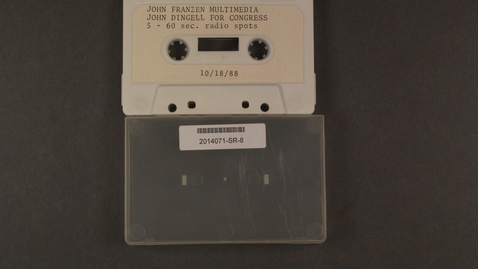 JOHN FRANZEN MULTIMEDIA
JOHN DINGELL FOR CONGRESS
5 - 60 sec. radio spots
10/18/88
2014071-SR-8